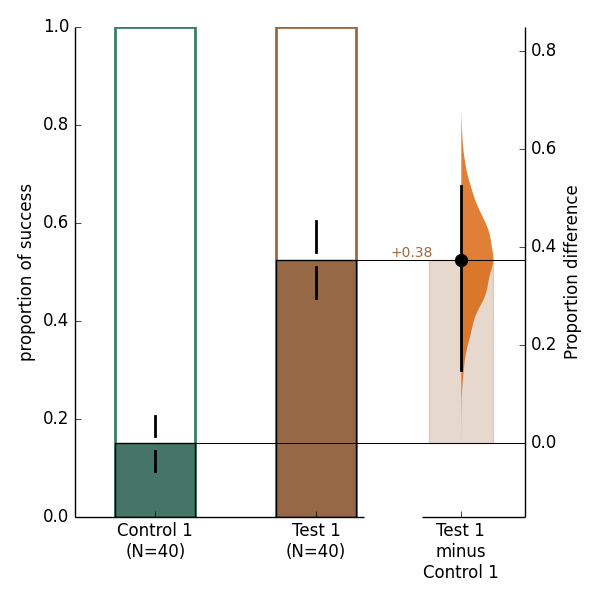 1.0
0.8
0.6
0.4
0.2
0.0
proportion of success
Control 1
(N=40)
Test 1
(N=40)
+0.38
Test 1
minus
Control 1
0.8
0.6
0.4
0.2
0.0
Proportion difference